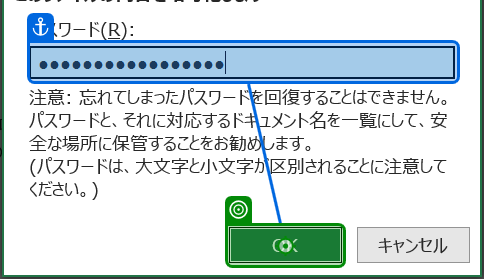 スワード(R):
●●●●●●●●●●●●●●●●●
注意: 忘れてしまったパスワードを回復することはできません。
パスワードと、それに対応するドキュメント名を一覧にして、安
全な場所に保管することをお勧めします。
(パスワードは、大文字と小文字が区別されることに注意して
ください。)
OK
キャンセル